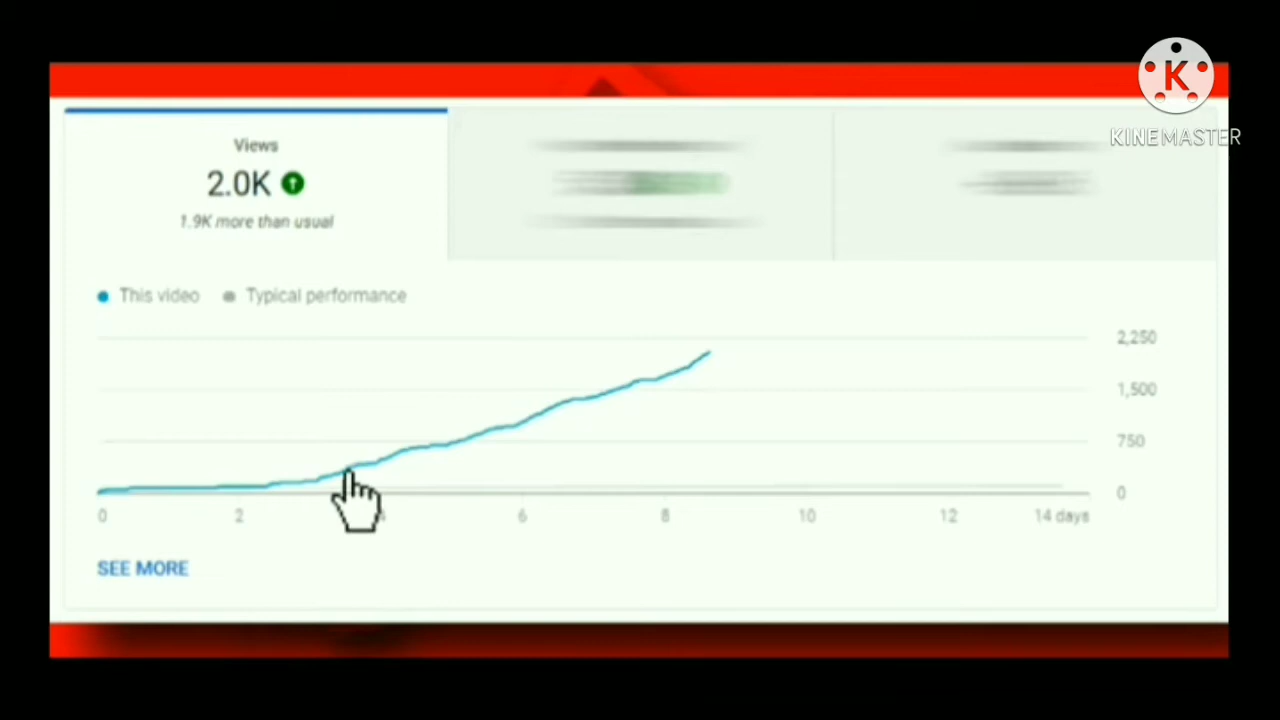 K
KINEMASTER
Views
2.0K
1.9K more than usual
This video
Typical performance
2,250
1,500
750
0
0 2 6 8 10 12 14 days
SEE MORE